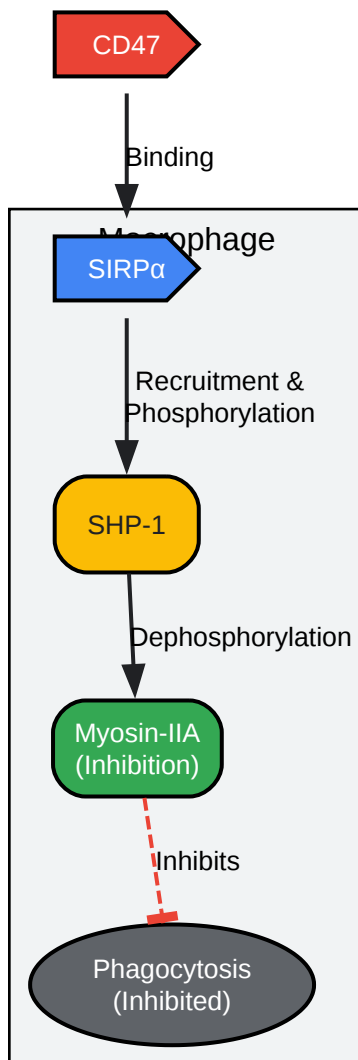 CD47
Binding
Macrophage
SIRPα
Recruitment &
Phosphorylation
SHP-1
Dephosphorylation
Myosin-IIA
(Inhibition)
Inhibits
Phagocytosis
(Inhibited)